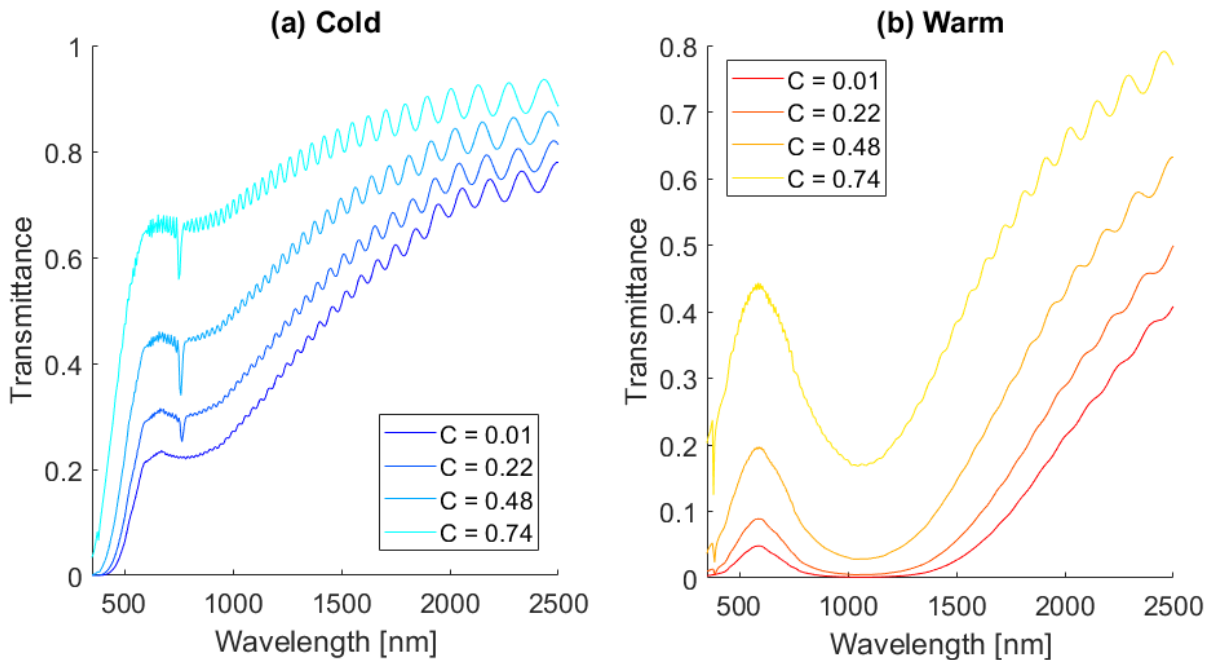 (a) Cold
Transmittance
1
0.8
0.6
0.4
0.2
0
500
1000
1500
2000
2500
Wavelength [nm]
C = 0.01
C = 0.22
C = 0.48
C = 0.74
(b) Warm
Transmittance
0.8
0.7
0.6
0.5
0.4
0.3
0.2
0.1
0
500
1000
1500
2000
2500
Wavelength [nm]
C = 0.01
C = 0.22
C = 0.48
C = 0.74